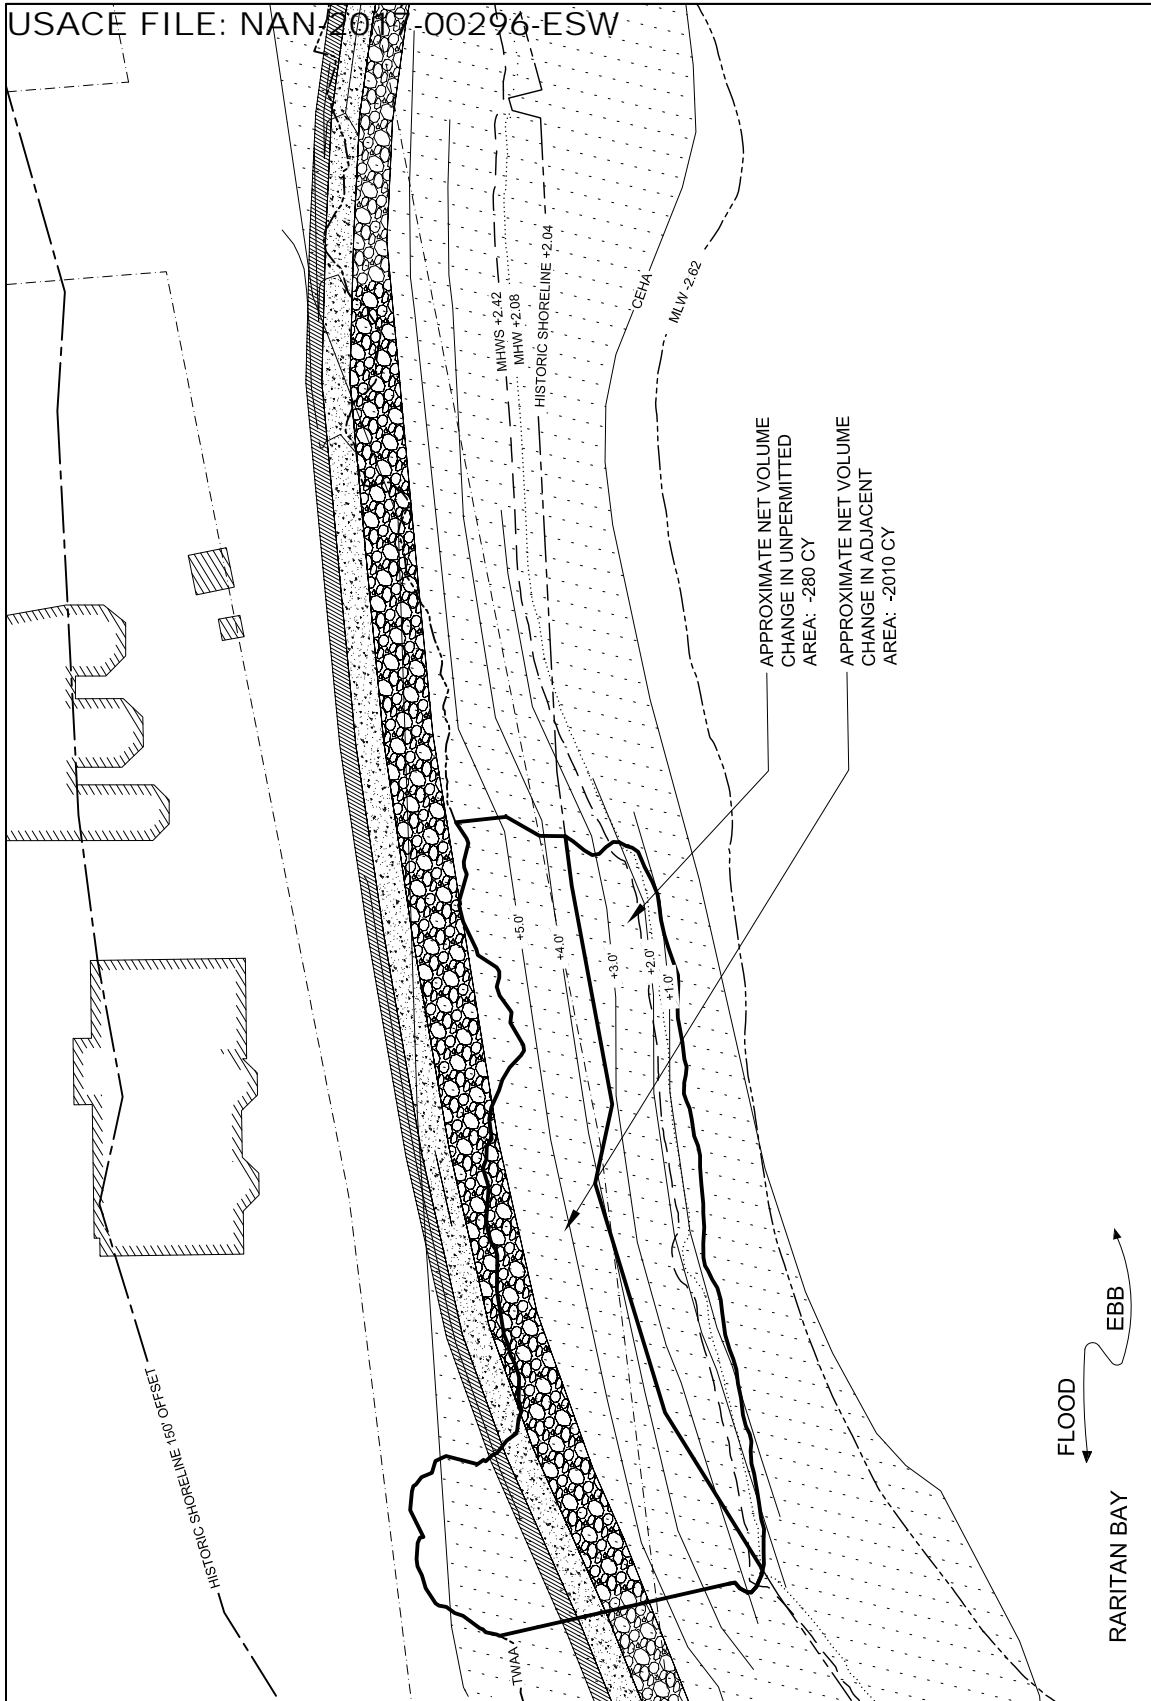 USACE FILE: NAN-2017-00296-ESW
MHWS +2.42
MHW +2.08
HISTORIC SHORELINE +2.04
CEHA
MLW -2.62
APPROXIMATE NET VOLUME
CHANGE IN UNPERMITTED
AREA: -280 CY
APPROXIMATE NET VOLUME
CHANGE IN ADJACENT
AREA: -2010 CY
+5.0'
+4.0'
+3.0'
+2.0'
+1.0'
HISTORIC SHORELINE 150' OFFSET
TWAA
FLOOD
EBB
RARITAN BAY